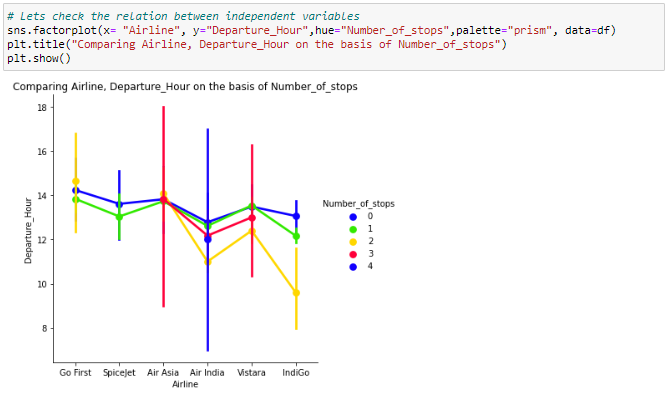 # Lets check the relation between independent variables
sns.factorplot(x= "Airline", y="Departure_Hour",hue="Number_of_stops",palette="prism", data=df)
plt.title("Comparing Airline, Departure_Hour on the basis of Number_of_stops")
plt.show()
Comparing Airline, Departure_Hour on the basis of Number_of_stops
18
16
14
12
10
8
Departure_Hour
Go First SpiceJet Air Asia Air India Vistara IndiGo
Airline
Number_of_stops
0
1
2
3
4